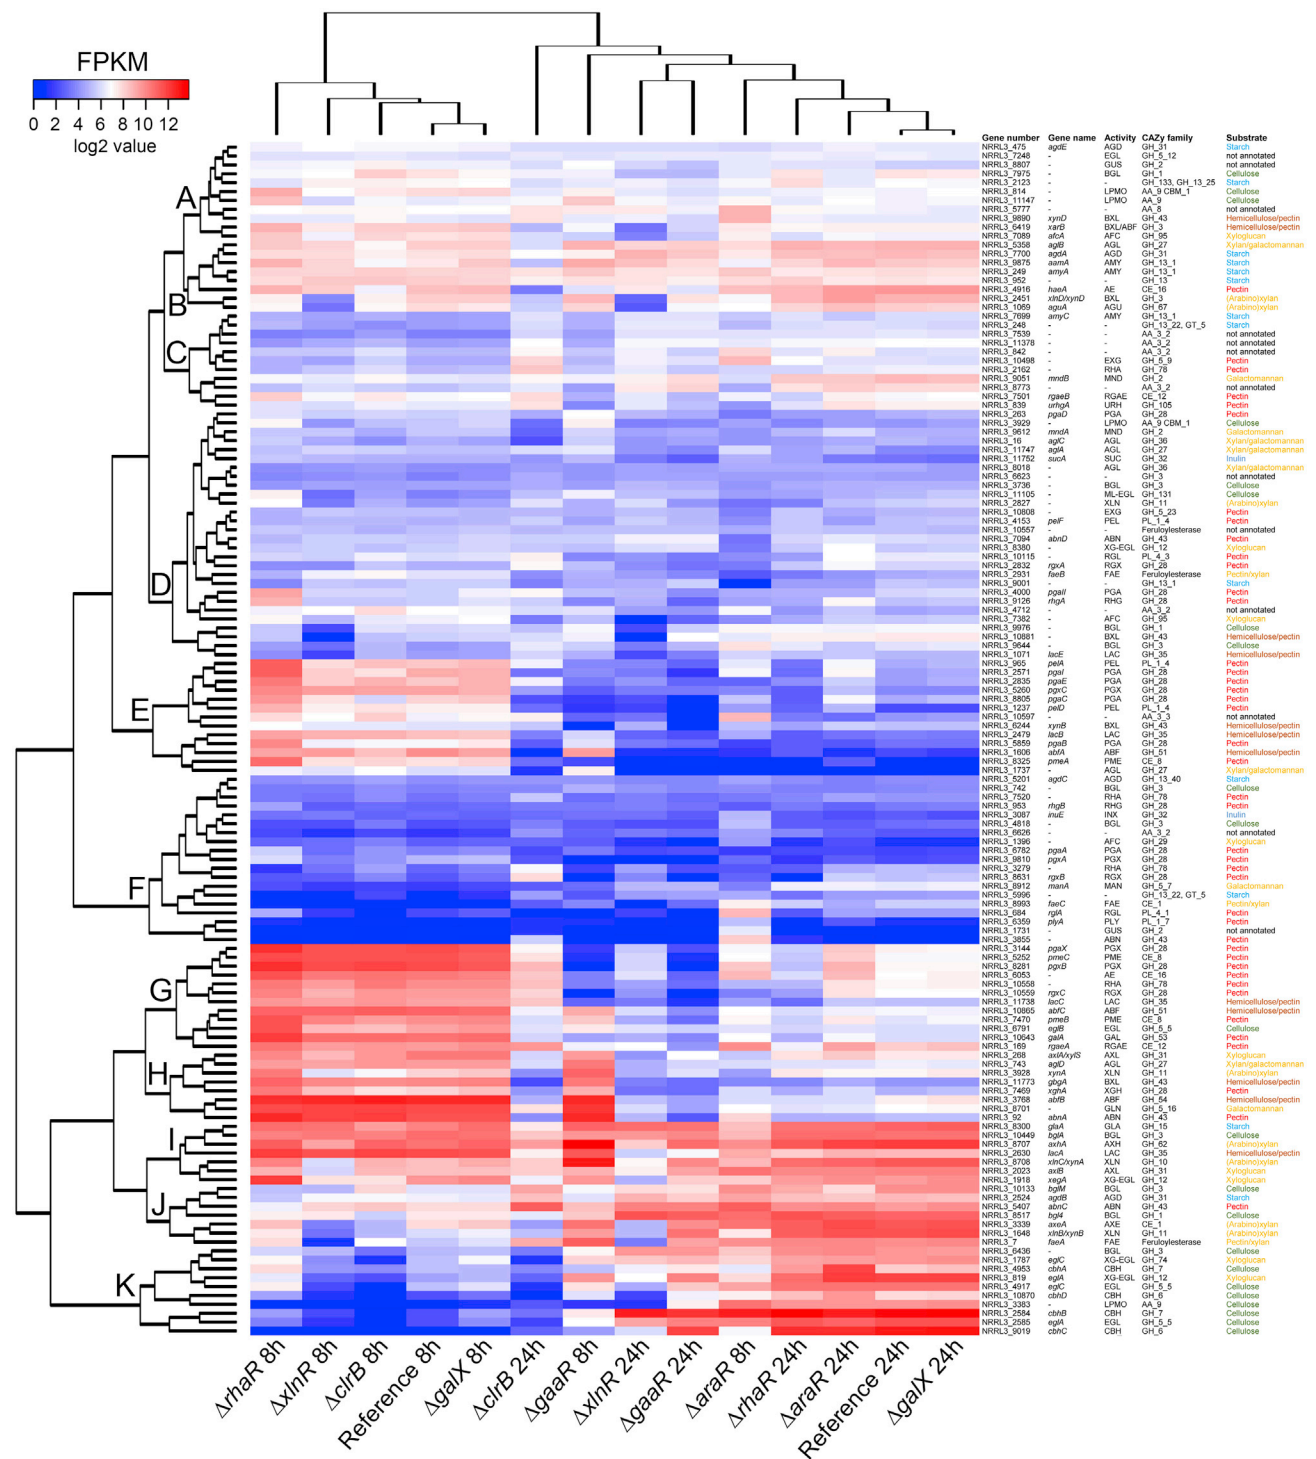 FPKM
0 2 4 6 8 10 12
log2 value
Gene number Gene name Activity CAZy family Substrate
NRRL3_475 agdE AGD GH_31 Starch
NRRL3_7248 - EGL GH_5_12 not annotated
NRRL3_8807 - GUS GH_2 not annotated
NRRL3_7975 - BGL GH_1 Cellulose
NRRL3_2123 - - GH_133, GH_13_25 Starch
NRRL3_814 - LPMO AA_9 CBM_1 Cellulose
NRRL3_11147 - LPMO AA_9 Cellulose
NRRL3_5777 - - AA_8 not annotated
NRRL3_9890 xynD BXL GH_43 Hemicellulose/pectin
NRRL3_6419 xarB BXL/ABF GH_3 Hemicellulose/pectin
NRRL3_7089 afcA AFC GH_95 Xyloglucan
NRRL3_5358 aglB AGL GH_27 Xylan/galactomannan
NRRL3_7700 agdA AGD GH_31 Starch
NRRL3_9875 aamA AMY GH_13_1 Starch
NRRL3_249 amyA AMY GH_13_1 Starch
NRRL3_952 - - GH_13 Starch
NRRL3_4916 haeA AE CE_16 Pectin
NRRL3_2451 xlnD/xynD BXL GH_3 (Arabino)xylan
NRRL3_1069 aguA AGU GH_67 (Arabino)xylan
NRRL3_7699 amyC AMY GH_13_1 Starch
NRRL3_248 - - GH_13_22, GT_5 Starch
NRRL3_7539 - - AA_3_2 not annotated
NRRL3_11378 - - AA_3_2 not annotated
NRRL3_842 - - AA_3_2 not annotated
NRRL3_10498 - EXG GH_5_9 Pectin
NRRL3_2162 - RHA GH_78 Pectin
NRRL3_9051 mndB MND GH_2 Galactomannan
NRRL3_8773 - - AA_3_2 not annotated
NRRL3_7501 rgaeB RGAE CE_12 Pectin
NRRL3_839 urhgA URH GH_105 Pectin
NRRL3_263 pgaD PGA GH_28 Pectin
NRRL3_3929 - LPMO AA_9 CBM_1 Cellulose
NRRL3_9612 mndA MND GH_2 Galactomannan
NRRL3_16 aglC AGL GH_36 Xylan/galactomannan
NRRL3_11747 aglA AGL GH_27 Xylan/galactomannan
NRRL3_11752 sucA SUC GH_32 Inulin
NRRL3_8018 - AGL GH_36 Xylan/galactomannan
NRRL3_6623 - - GH_3 not annotated
NRRL3_3736 - BGL GH_3 Cellulose
NRRL3_11105 - ML-EGL GH_131 Cellulose
NRRL3_2827 - XLN GH_11 (Arabino)xylan
NRRL3_10808 - EXG GH_5_23 Pectin
NRRL3_4153 pelF PEL PL_1_4 Pectin
NRRL3_10557 - - Feruloylesterase not annotated
NRRL3_7094 abnD ABN GH_43 Pectin
NRRL3_8380 - XG-EGL GH_12 Xyloglucan
NRRL3_10115 - RGL PL_4_3 Pectin
NRRL3_2832 rgxA RGX GH_28 Pectin
NRRL3_2931 faeB FAE Feruloylesterase Pectin/xylan
NRRL3_9001 - - GH_13_1 Starch
NRRL3_4000 pgaII PGA GH_28 Pectin
NRRL3_9126 rhgA RHG GH_28 Pectin
NRRL3_4712 - - AA_3_2 not annotated
NRRL3_7382 - AFC GH_95 Xyloglucan
NRRL3_9976 - BGL GH_1 Cellulose
NRRL3_10881 - BXL GH_43 Hemicellulose/pectin
NRRL3_9644 - BGL GH_3 Cellulose
NRRL3_1071 lacE LAC GH_35 Hemicellulose/pectin
NRRL3_965 pelA PEL PL_1_4 Pectin
NRRL3_2571 pgaI PGA GH_28 Pectin
NRRL3_2835 pgaE PGA GH_28 Pectin
NRRL3_5260 pgxC PGX GH_28 Pectin
NRRL3_8805 pgaC PGA GH_28 Pectin
NRRL3_1237 pelD PEL PL_1_4 Pectin
NRRL3_10597 - - AA_3_3 not annotated
NRRL3_6244 xynB BXL GH_43 Hemicellulose/pectin
NRRL3_2479 lacB LAC GH_35 Hemicellulose/pectin
NRRL3_5859 pgaB PGA GH_28 Pectin
NRRL3_1606 abfA ABF GH_51 Hemicellulose/pectin
NRRL3_8325 pmeA PME CE_8 Pectin
NRRL3_1737 - AGL GH_27 Xylan/galactomannan
NRRL3_5201 agdC AGD GH_13_40 Starch
NRRL3_742 - BGL GH_3 Cellulose
NRRL3_7520 - RHA GH_78 Pectin
NRRL3_953 rhgB RHG GH_28 Pectin
NRRL3_3087 inuE INX GH_32 Inulin
NRRL3_4818 - BGL GH_3 Cellulose
NRRL3_6626 - - AA_3_2 not annotated
NRRL3_1396 - AFC GH_29 Xyloglucan
NRRL3_6782 pgaA PGA GH_28 Pectin
NRRL3_9810 pgxA PGX GH_28 Pectin
NRRL3_3279 - RHA GH_78 Pectin
NRRL3_8631 rgxB RGX GH_28 Pectin
NRRL3_8912 manA MAN GH_5_7 Galactomannan
NRRL3_5996 - - GH_13_22, GT_5 Starch
NRRL3_8993 faeC FAE CE_1 Pectin/xylan
NRRL3_684 rglA RGL PL_4_1 Pectin
NRRL3_6359 plyA PLY PL_1_7 Pectin
NRRL3_1731 - GUS GH_2 not annotated
NRRL3_3855 - ABN GH_43 Pectin
NRRL3_3144 pgaX PGX GH_28 Pectin
NRRL3_5252 pmeC PME CE_8 Pectin
NRRL3_8281 pgxB PGX GH_28 Pectin
NRRL3_6053 - AE CE_16 Pectin
NRRL3_10558 - RHA GH_78 Pectin
NRRL3_10559 rgxC RGX GH_28 Pectin
NRRL3_11738 lacC LAC GH_35 Hemicellulose/pectin
NRRL3_10865 abfC ABF GH_51 Hemicellulose/pectin
NRRL3_7470 pmeB PME CE_8 Pectin
NRRL3_6791 eglB EGL GH_5_5 Cellulose
NRRL3_10643 galA GAL GH_53 Pectin
NRRL3_169 rgaeA RGAE CE_12 Pectin
NRRL3_268 axlA/xylS AXL GH_31 Xyloglucan
NRRL3_743 aglD AGL GH_27 Xylan/galactomannan
NRRL3_3928 xynA XLN GH_11 (Arabino)xylan
NRRL3_11773 gbgA BXL GH_43 Hemicellulose/pectin
NRRL3_7469 xghA XGH GH_28 Pectin
NRRL3_3768 abfB ABF GH_54 Hemicellulose/pectin
NRRL3_8701 - GLN GH_5_16 Galactomannan
NRRL3_92 abnA ABN GH_43 Pectin
NRRL3_8300 glaA GLA GH_15 Starch
NRRL3_10449 bglA BGL GH_3 Cellulose
NRRL3_8707 axhA AXH GH_62 (Arabino)xylan
NRRL3_2630 lacA LAC GH_35 Hemicellulose/pectin
NRRL3_8708 xlnC/xynA XLN GH_10 (Arabino)xylan
NRRL3_2023 axlB AXL GH_31 Xyloglucan
NRRL3_1918 xegA XG-EGL GH_12 Xyloglucan
NRRL3_10133 bglM BGL GH_3 Cellulose
NRRL3_2524 agdB AGD GH_31 Starch
NRRL3_5407 abnC ABN GH_43 Pectin
NRRL3_8517 bgl4 BGL GH_1 Cellulose
NRRL3_3339 axeA AXE CE_1 (Arabino)xylan
NRRL3_1648 xlnB/xynB XLN GH_11 (Arabino)xylan
NRRL3_7 faeA FAE Feruloylesterase Pectin/xylan
NRRL3_6436 - BGL GH_3 Cellulose
NRRL3_1787 eglC XG-EGL GH_74 Xyloglucan
NRRL3_4953 cbhA CBH GH_7 Cellulose
NRRL3_819 eglA XG-EGL GH_12 Xyloglucan
NRRL3_4917 eglC EGL GH_5_5 Cellulose
NRRL3_10870 cbhD CBH GH_6 Cellulose
NRRL3_3383 - LPMO AA_9 Cellulose
NRRL3_2584 cbhB CBH GH_7 Cellulose
NRRL3_2585 eglA EGL GH_5_5 Cellulose
NRRL3_9019 cbhC CBH GH_6 Cellulose
A
B
C
D
E
F
G
H
I
J
K
ΔrhaR 8h
ΔxlnR 8h
ΔclrB 8h
Reference 8h
ΔgalX 8h
ΔclrB 24h
ΔgaaR 8h
ΔxlnR 24h
ΔgaaR 24h
ΔaraR 8h
ΔrhaR 24h
ΔaraR 24h
Reference 24h
ΔgalX 24h